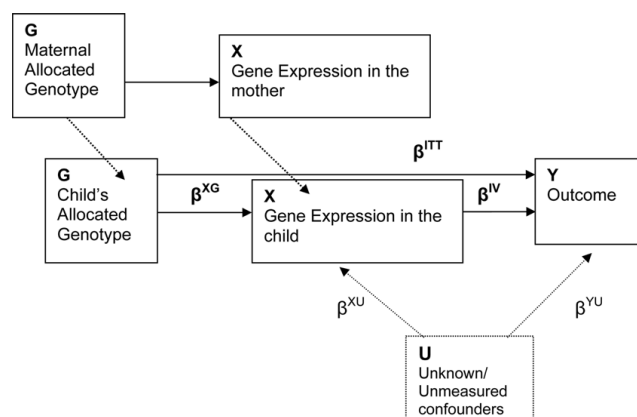 G
Maternal
Allocated
Genotype
X
Gene Expression in the
mother
β^ITT
G
Child's
Allocated
Genotype
β^XG
X
Gene Expression in the
child
β^IV
Y
Outcome
β^XU
β^YU
U
Unknown/
Unmeasured
confounders